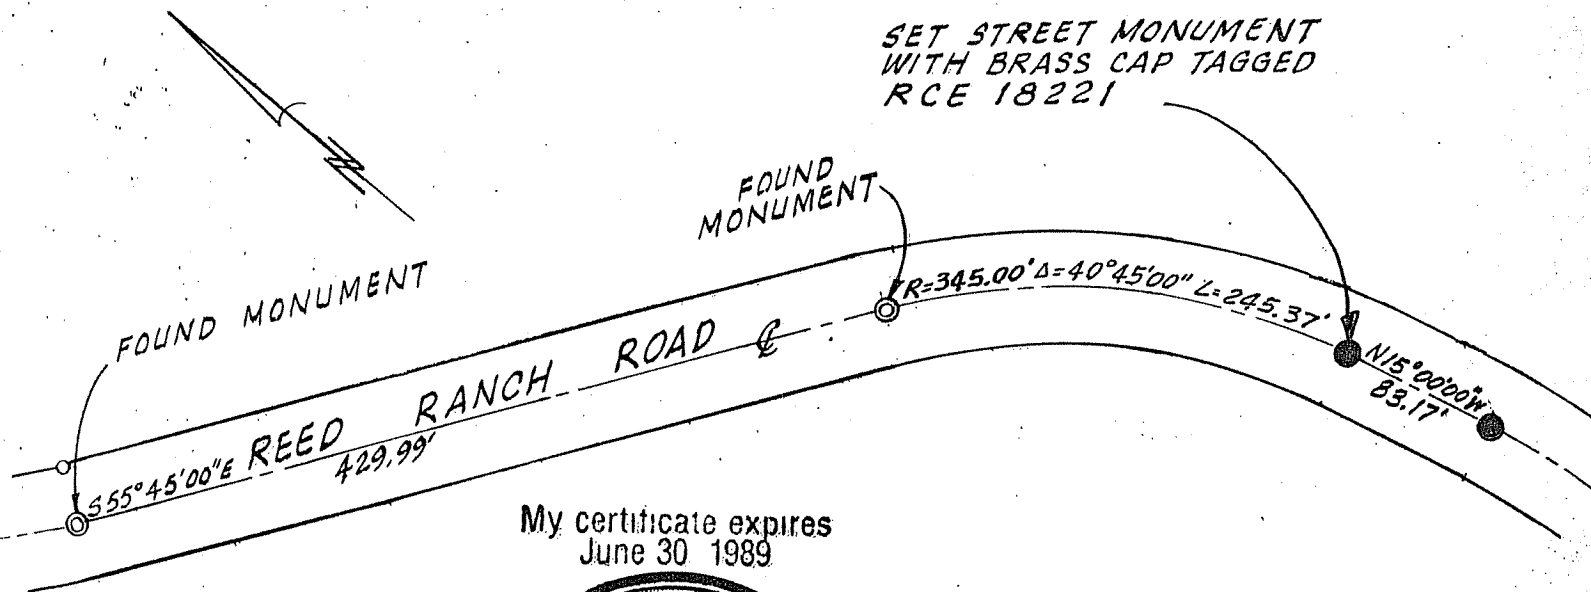 SET STREET MONUMENT
WITH BRASS CAP TAGGED
RCE 18221
FOUND
MONUMENT
FOUND MONUMENT
R=345.00' Δ=40°45'00" L=245.37'
N15°00'00"W
83.17'
S55°45'00"E
REED RANCH ROAD ℄
429.99'
My certificate expires
June 30 1989